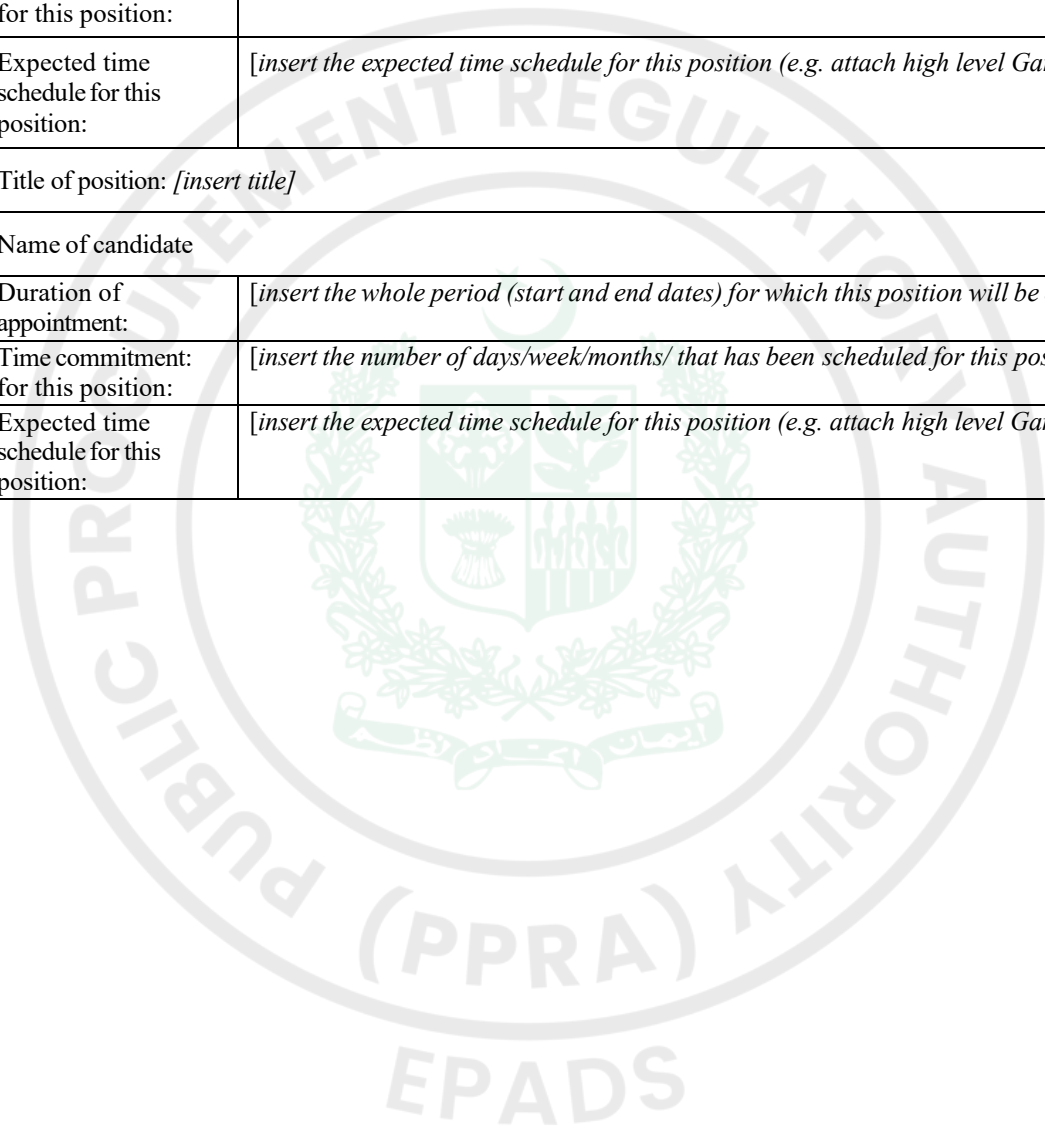 for this position:
Expected time
schedule for this
position:
[insert the expected time schedule for this position (e.g. attach high level
Title of position: [insert title]
Name of candidate
Duration of
appointment:
[insert the whole period (start and end dates) for which this position will be
Time commitment:
for this position:
[insert the number of days/week/months/ that has been scheduled for this
Expected time
schedule for this
position:
[insert the expected time schedule for this position (e.g. attach high level
PUBLIC PROCUREMENT REGULATORY AUTHORITY
(PPRA)
EPADS